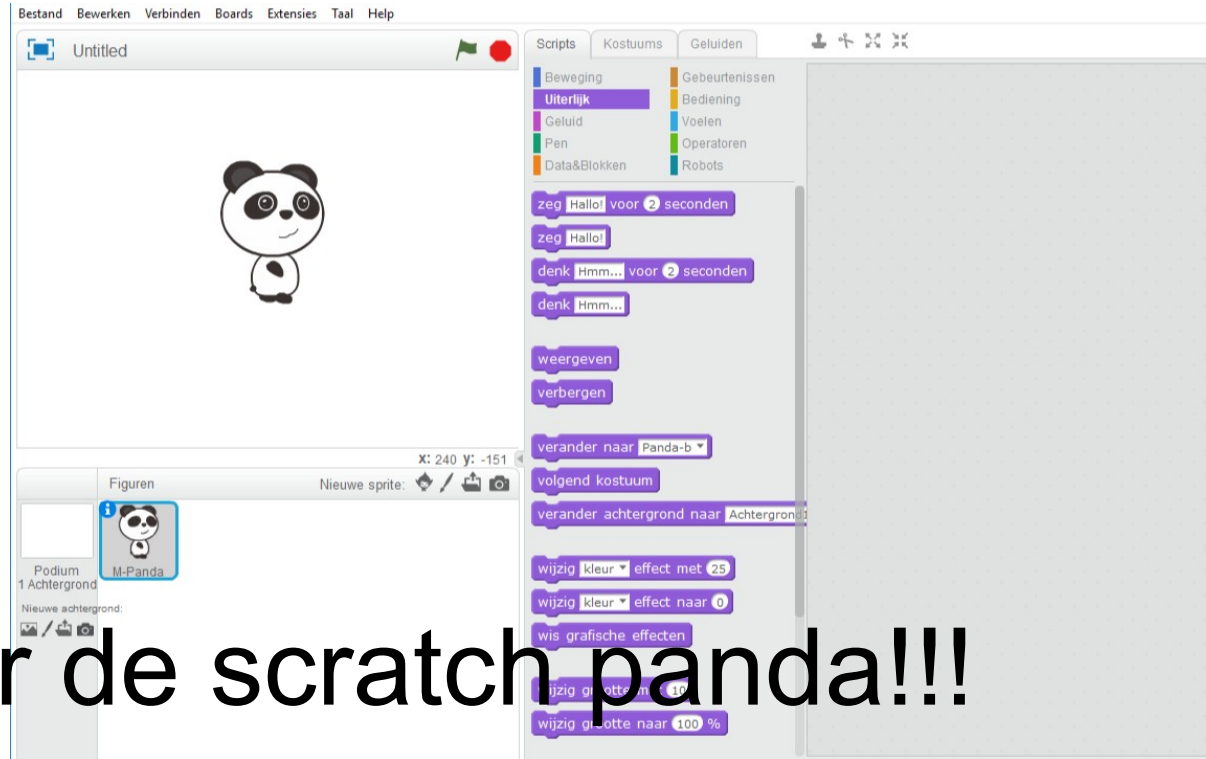 Bestand Bewerken Verbinden Boards Extensies Taal Help
Untitled
Scripts Kostuums Geluiden
Beweging Gebeurtenissen
Uiterlijk Bediening
Geluid Voelen
Pen Operatoren
Data&Blokken Robots
zeg Hallo! voor 2 seconden
zeg Hallo!
denk Hmm... voor 2 seconden
denk Hmm...
weergeven
verbergen
verander naar Panda-b
volgend kostuum
verander achtergrond naar Achtergrond1
wijzig kleur effect met 25
wijzig kleur effect naar 0
wis grafische effecten
wijzig grootte 10
wijzig grootte naar 100 %
x: 240 y: -151
Figuren Nieuwe sprite:
M-Panda
Podium
1 Achtergrond
Nieuwe achtergrond:
r de scratch panda!!!